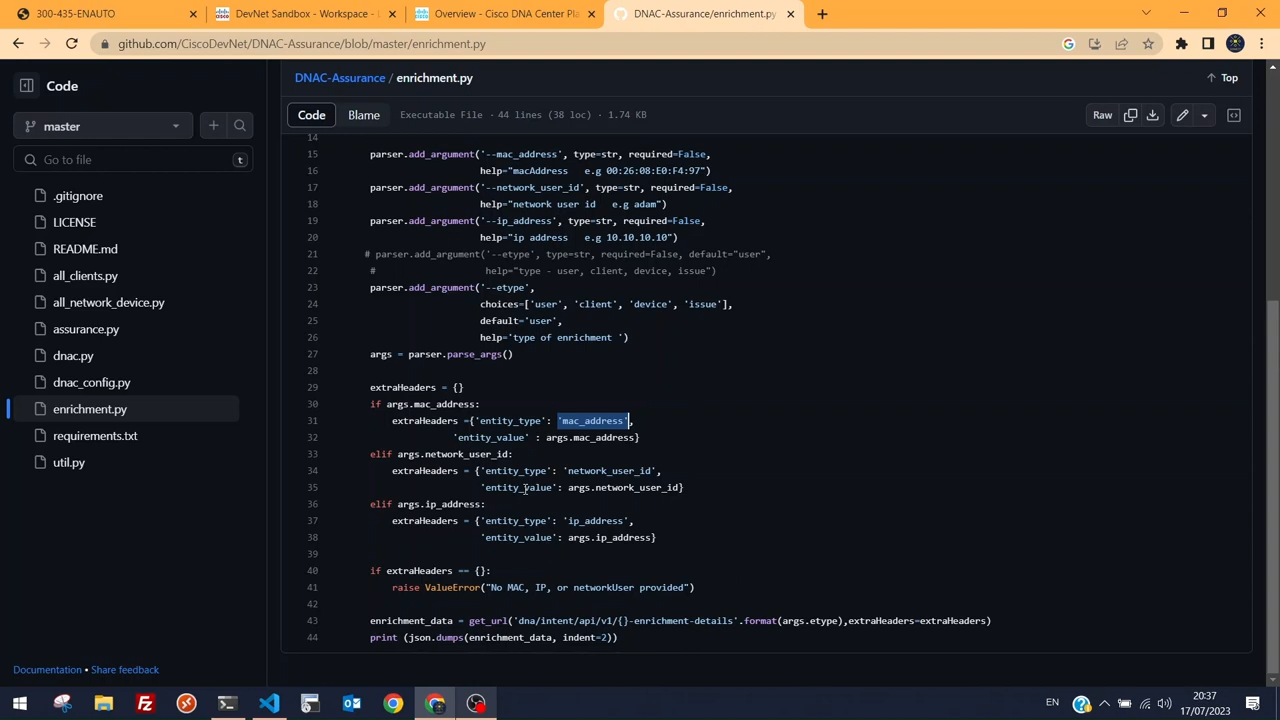 300-435-ENAUTO
DevNet Sandbox - Workspace - L
Overview - Cisco DNA Center Pla
DNAC-Assurance/enrichment.py
github.com/CiscoDevNet/DNAC-Assurance/blob/master/enrichment.py
Code
master
Go to file
t
.gitignore
LICENSE
README.md
all_clients.py
all_network_device.py
assurance.py
dnac.py
dnac_config.py
enrichment.py
requirements.txt
util.py
Documentation • Share feedback
DNAC-Assurance / enrichment.py
Top
Code
Blame
Executable File · 44 lines (38 loc) · 1.74 KB
Raw
14
15 parser.add_argument('--mac_address', type=str, required=False,
16 help="macAddress e.g 00:26:08:E0:F4:97")
17 parser.add_argument('--network_user_id', type=str, required=False,
18 help="network user id e.g adam")
19 parser.add_argument('--ip_address', type=str, required=False,
20 help="ip address e.g 10.10.10.10")
21 # parser.add_argument('--etype', type=str, required=False, default="user",
22 # help="type - user, client, device, issue")
23 parser.add_argument('--etype',
24 choices=['user', 'client', 'device', 'issue'],
25 default='user',
26 help='type of enrichment ')
27 args = parser.parse_args()
28
29 extraHeaders = {}
30 if args.mac_address:
31 extraHeaders ={'entity_type': 'mac_address',
32 'entity_value' : args.mac_address}
33 elif args.network_user_id:
34 extraHeaders = {'entity_type': 'network_user_id',
35 'entity_value': args.network_user_id}
36 elif args.ip_address:
37 extraHeaders = {'entity_type': 'ip_address',
38 'entity_value': args.ip_address}
39
40 if extraHeaders == {}:
41 raise ValueError("No MAC, IP, or networkUser provided")
42
43 enrichment_data = get_url('dna/intent/api/v1/{}-enrichment-details'.format(args.etype),extraHeaders=extraHeaders)
44 print (json.dumps(enrichment_data, indent=2))
EN
20:37
17/07/2023